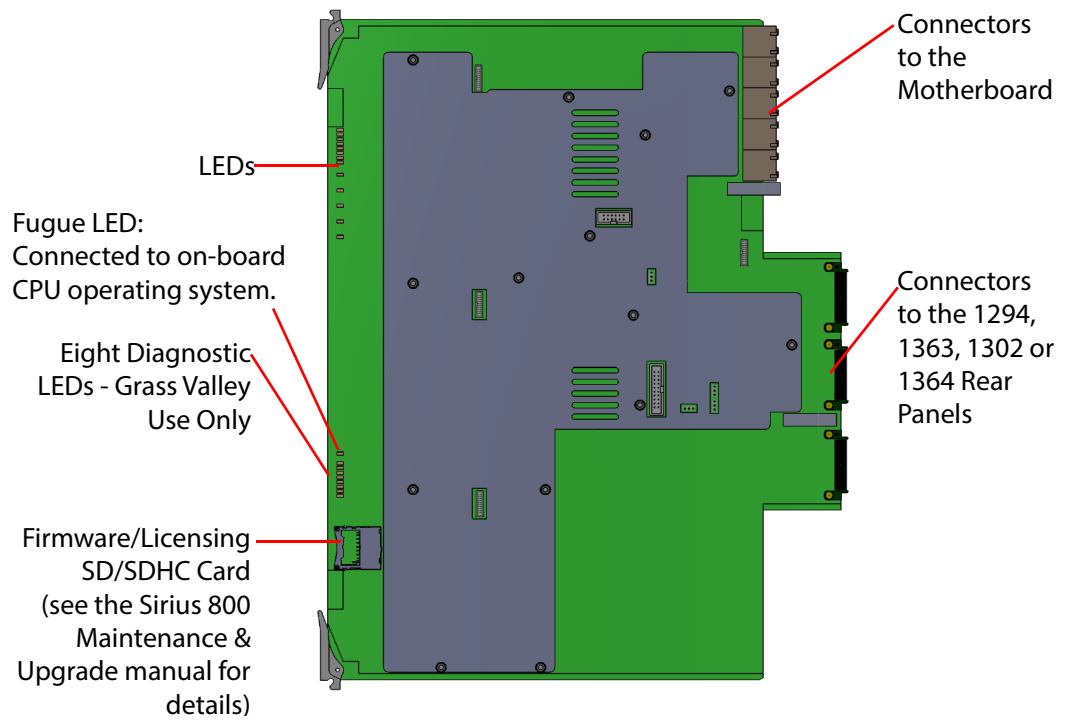 Connectors
to the
Motherboard
LEDs
Fugue LED:
Connected to on-board
CPU operating system.
Connectors
to the 1294,
1363, 1302 or
1364 Rear
Panels
Eight Diagnostic
LEDs - Grass Valley
Use Only
Firmware/Licensing
SD/SDHC Card
(see the Sirius 800
Maintenance &
Upgrade manual for
details)